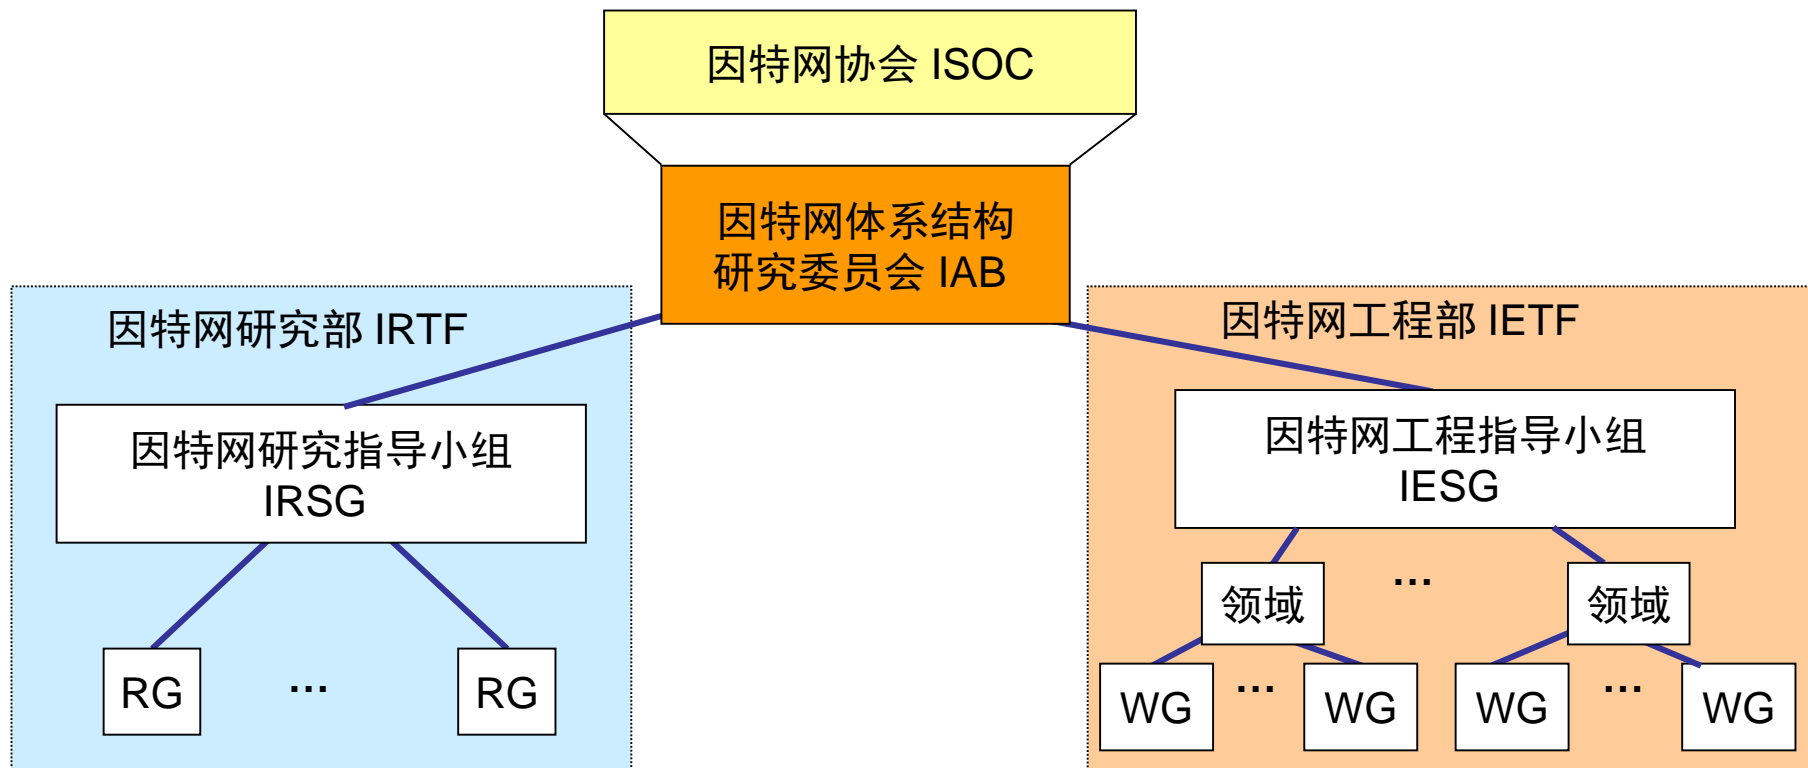 因特网协会 ISOC
因特网体系结构
研究委员会 IAB
因特网研究部 IRTF
因特网研究指导小组
IRSG
RG
…
RG
因特网工程部 IETF
因特网工程指导小组
IESG
领域
…
领域
WG
…
WG
WG
…
WG